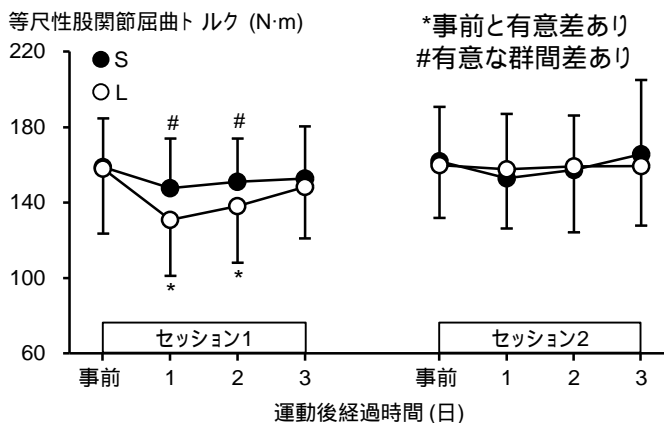 等尺性股関節屈曲トルク (N·m)
*事前と有意差あり
#有意な群間差あり
220
180
140
100
60
S
L
#
#
*
*
セッション1
セッション2
事前 1 2 3
事前 1 2 3
運動後経過時間 (日)